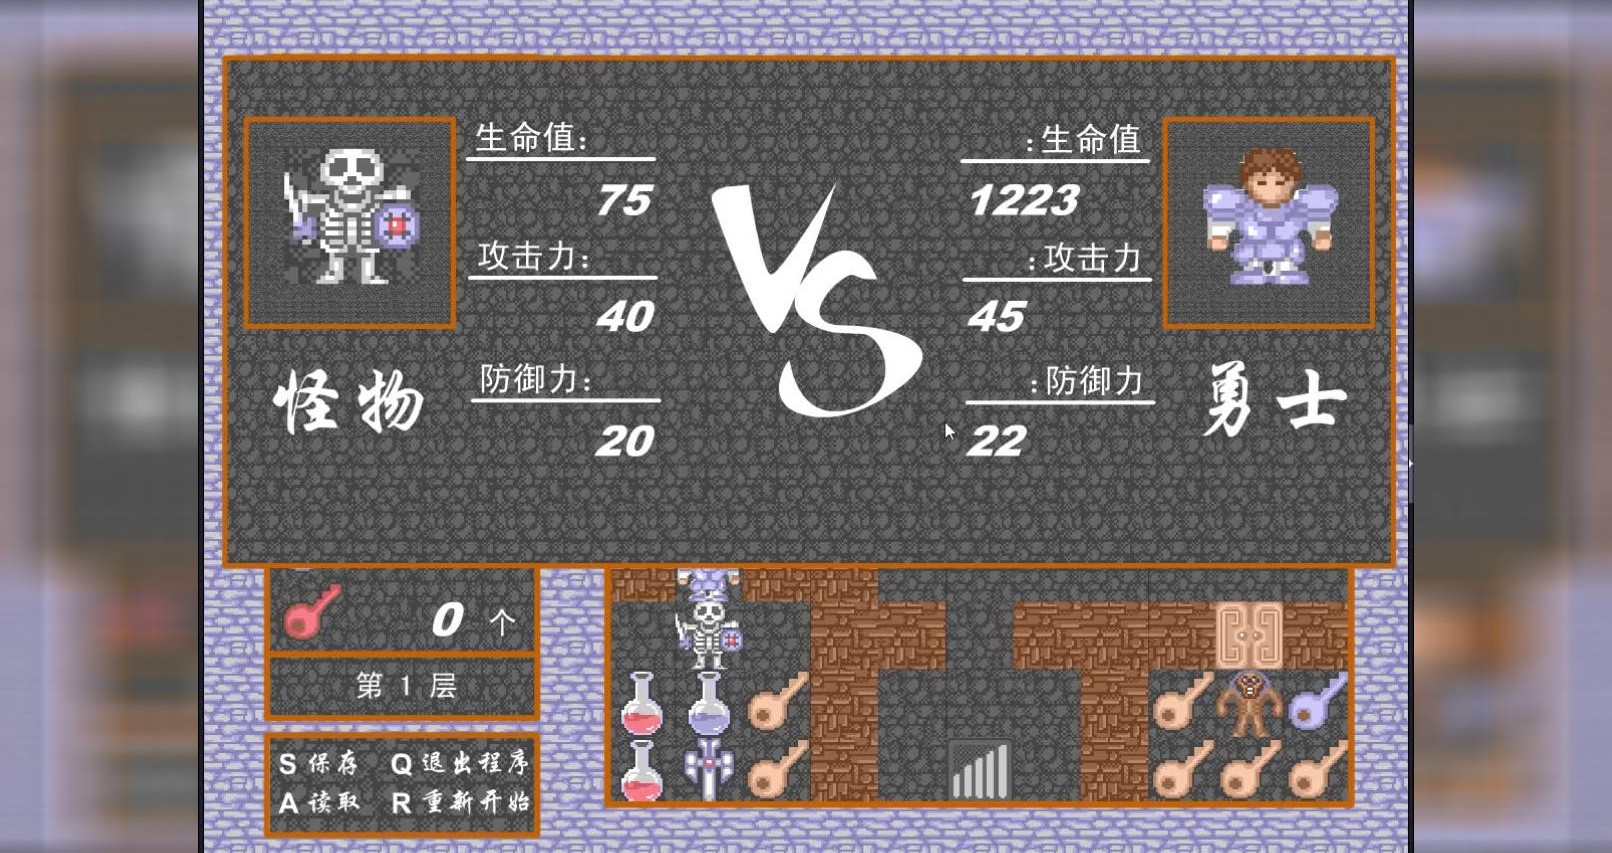 生命值：
75
攻击力：
40
防御力：
20
怪物
VS
:生命值
1223
:攻击力
45
:防御力
22
勇士
0 个
第 1 层
S 保存 Q 退出程序
A 读取 R 重新开始